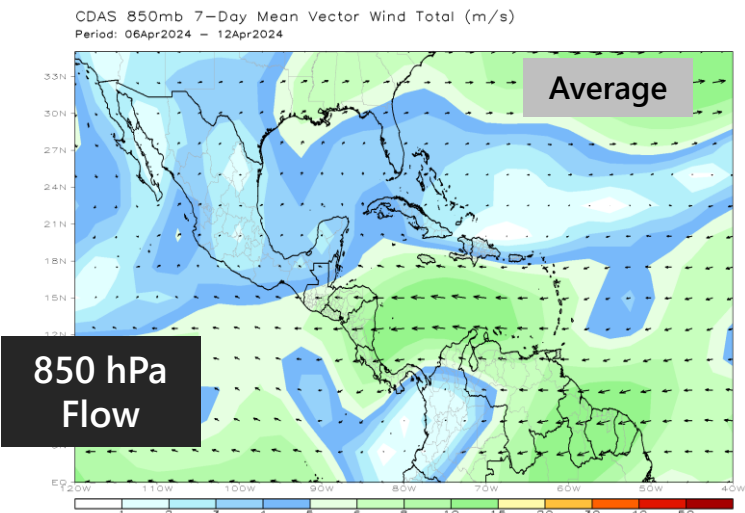 CDAS 850mb 7-Day Mean Vector Wind Total (m/s)
Period: 06Apr2024 - 12Apr2024
Average
33N
30N
27N
24N
21N
18N
15N
12N
850 hPa
Flow
EQ
120W 110W 100W 90W 80W 70W 60W 50W 40W